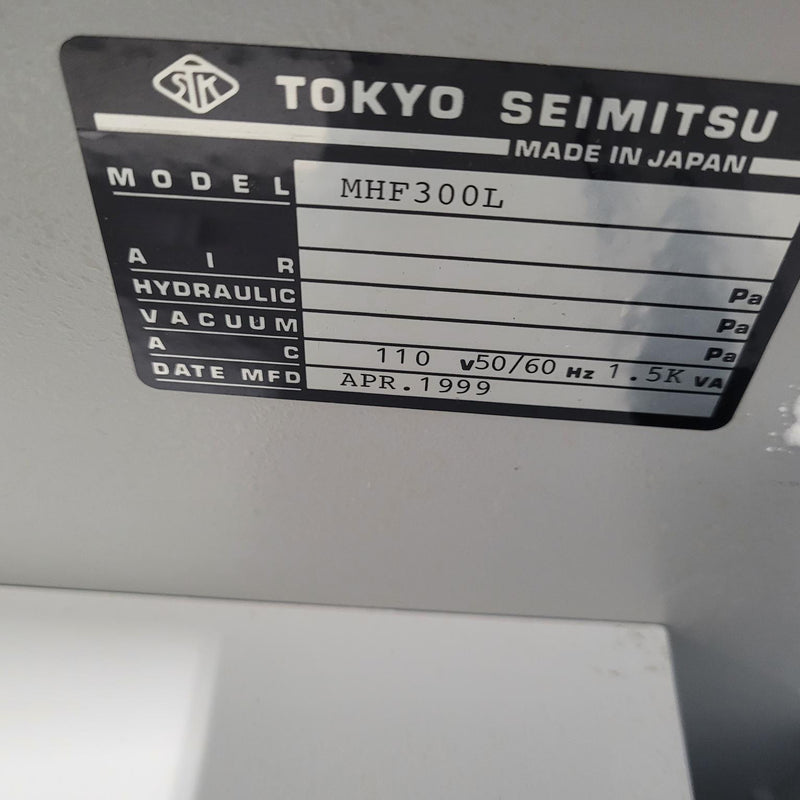 STK TOKYO SEIMITSU
MADE IN JAPAN
MODEL MHF300L
AIR Pa
HYDRAULIC Pa
VACUUM Pa
AC 110 V 50/60 Hz 1.5K VA
DATE MFD APR.1999